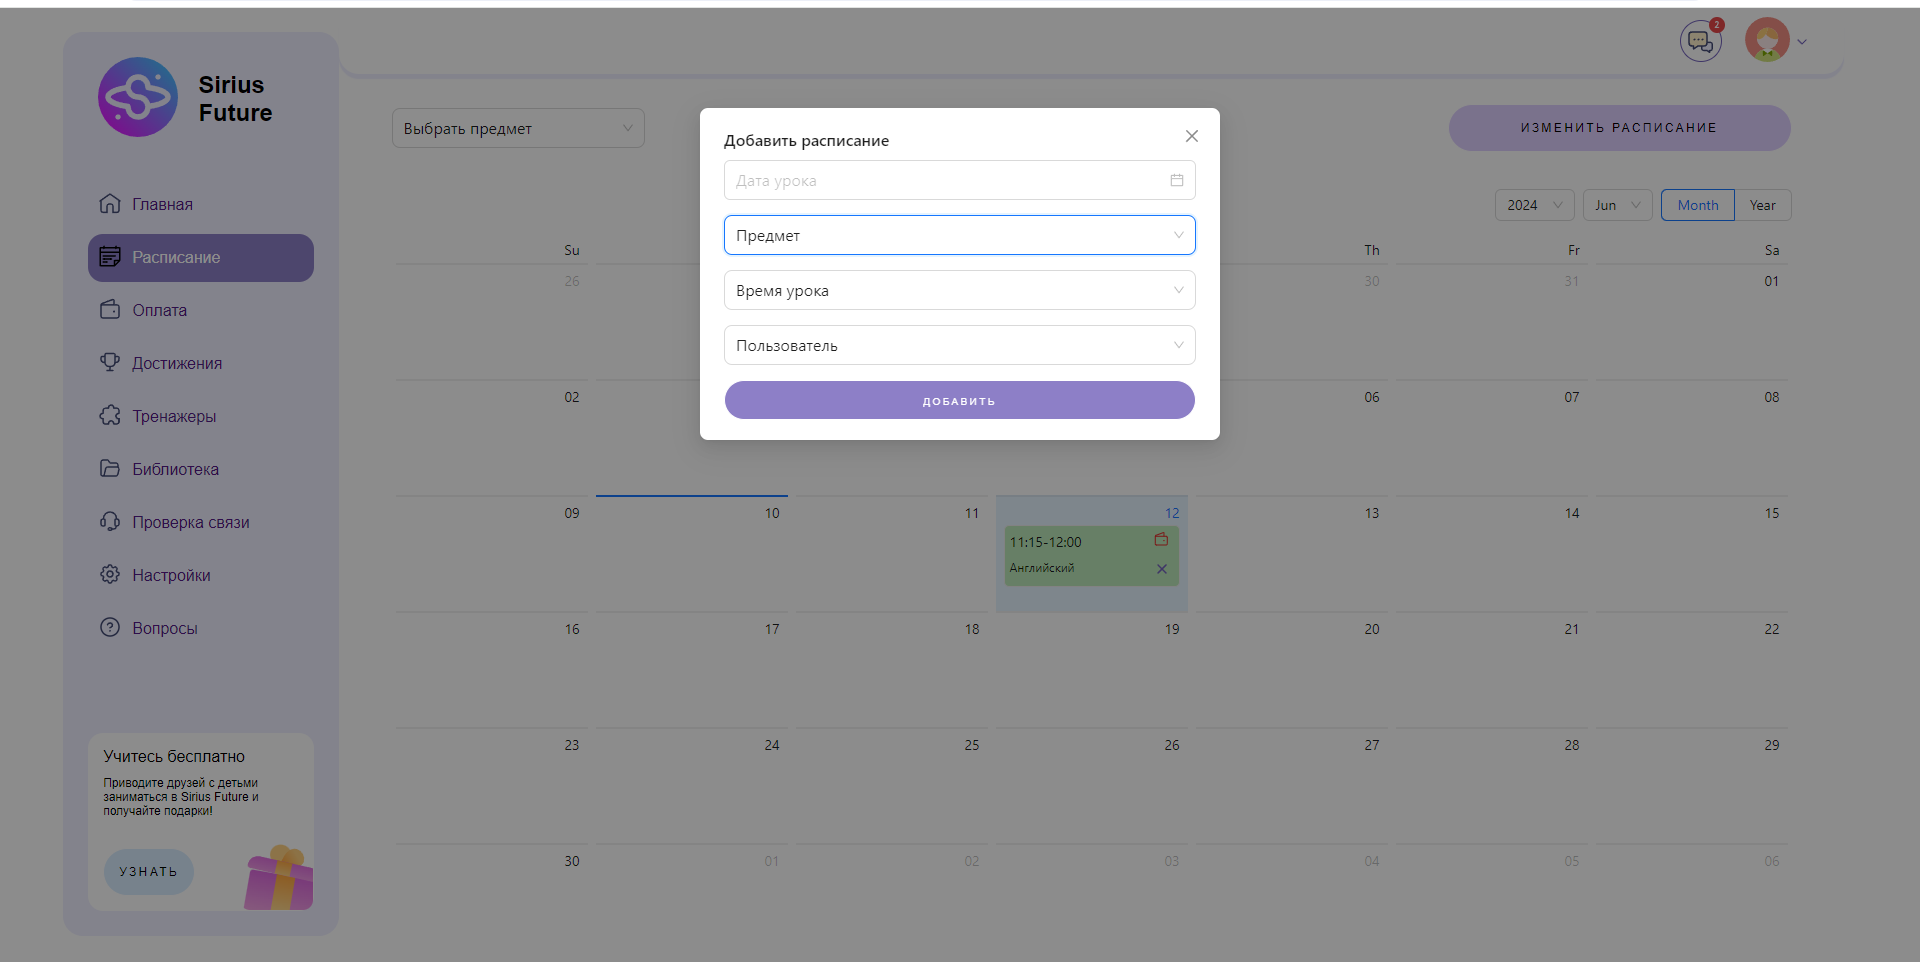 Sirius
Future
2
Главная
Расписание
Оплата
Достижения
Тренажеры
Библиотека
Проверка связи
Настройки
Вопросы
Учитесь бесплатно
Приводите друзей с детьми
заниматься в Sirius Future и
получайте подарки!
УЗНАТЬ
Выбрать предмет
ИЗМЕНИТЬ РАСПИСАНИЕ
Добавить расписание
Дата урока
Предмет
Время урока
Пользователь
ДОБАВИТЬ
2024 Jun Month Year
Su Th Fr Sa
26 30 31 01
02 06 07 08
09 10 11 12 13 14 15
11:15-12:00
Английский
16 17 18 19 20 21 22
23 24 25 26 27 28 29
30 01 02 03 04 05 06